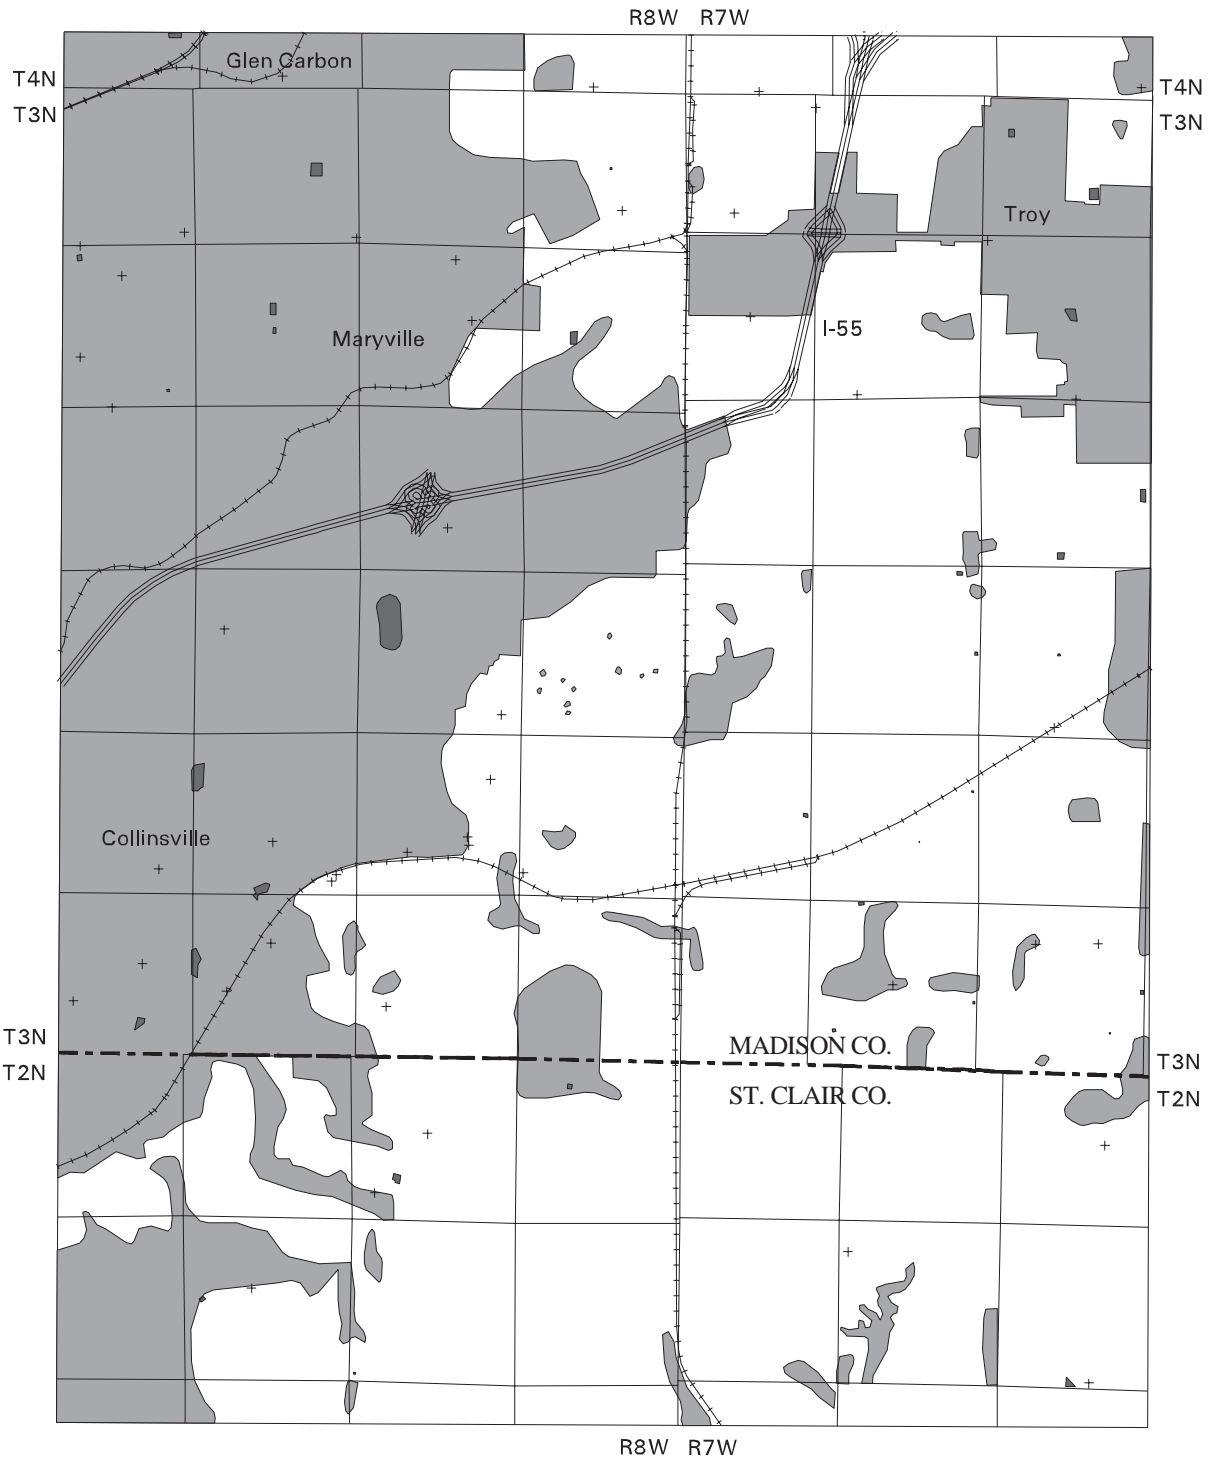 R8W R7W
Glen Carbon
T4N
T3N
T4N
T3N
Troy
I-55
Maryville
Collinsville
T3N
T2N
MADISON CO.
ST. CLAIR CO.
T3N
T2N
R8W R7W